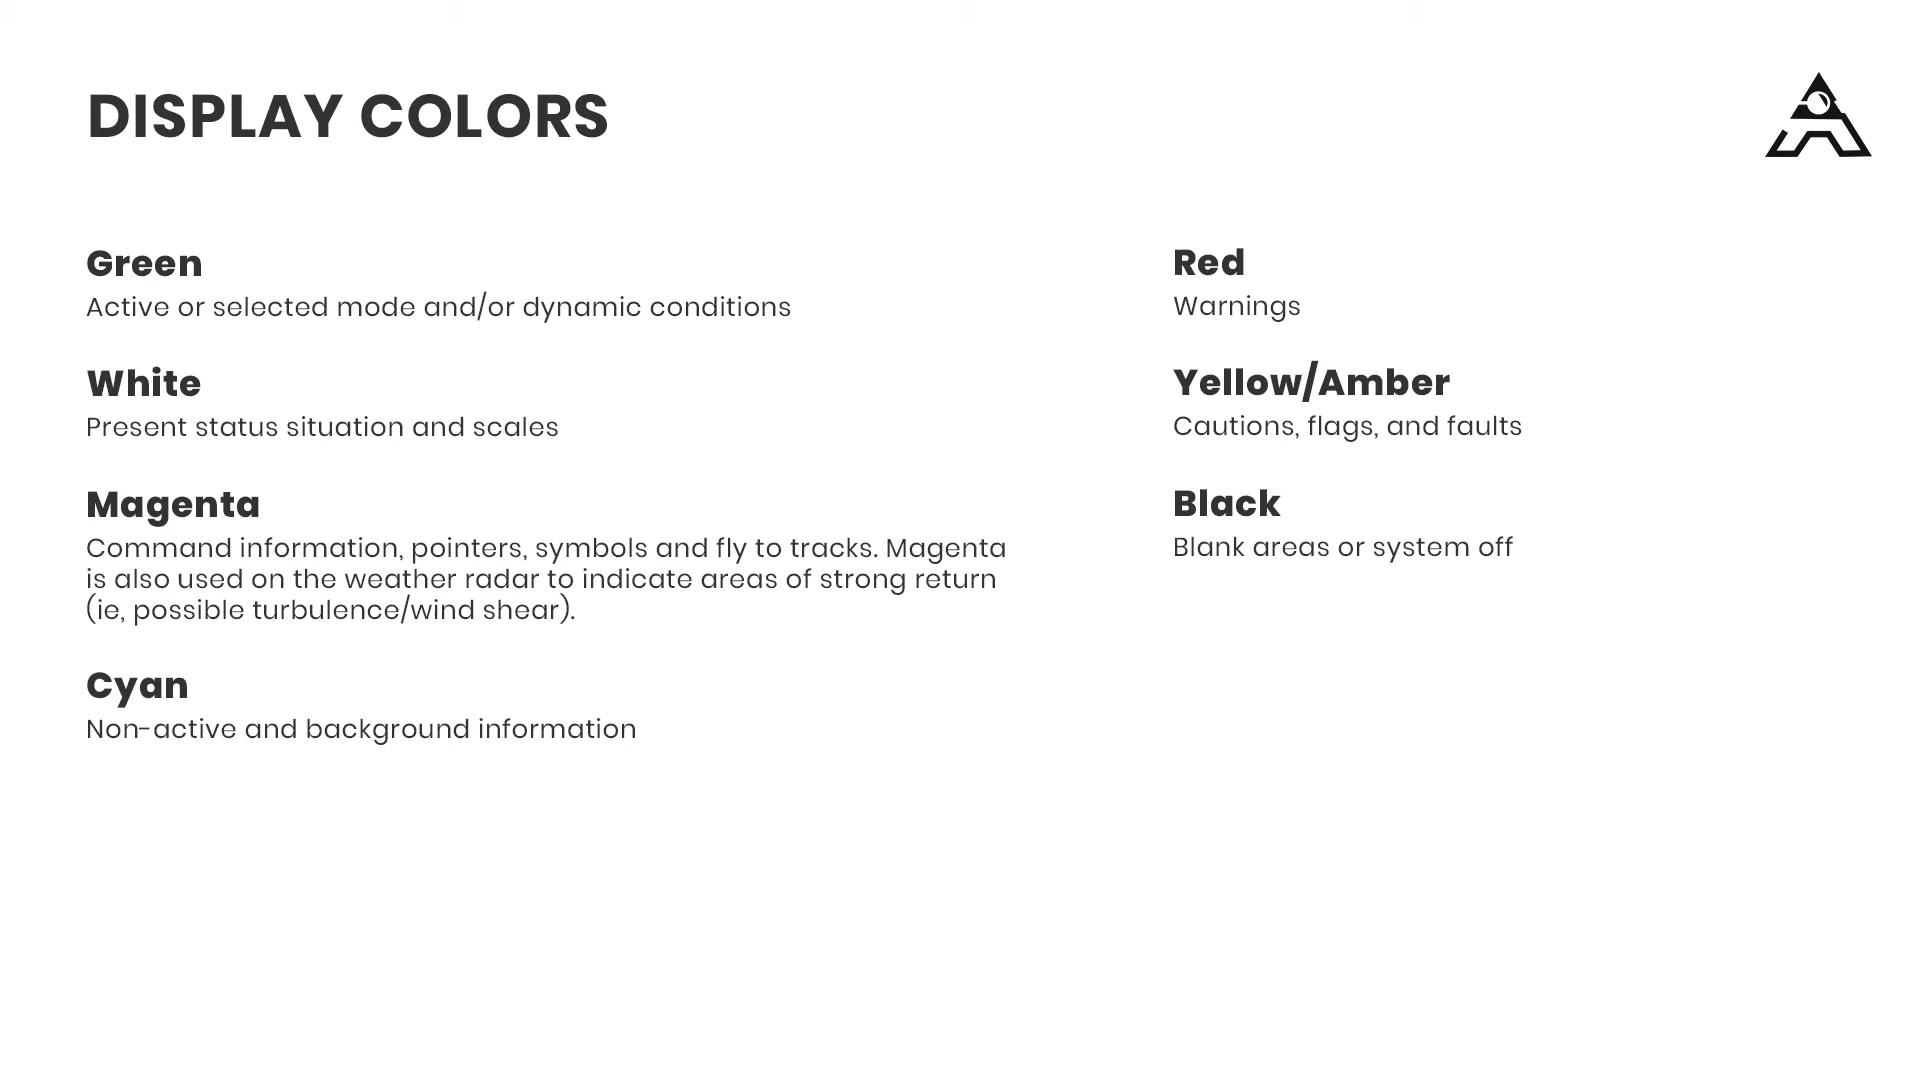 DISPLAY COLORS
Green
Active or selected mode and/or dynamic conditions
White
Present status situation and scales
Magenta
Command information, pointers, symbols and fly to tracks. Magenta
is also used on the weather radar to indicate areas of strong return
(ie, possible turbulence/wind shear).
Cyan
Non-active and background information
Red
Warnings
Yellow/Amber
Cautions, flags, and faults
Black
Blank areas or system off